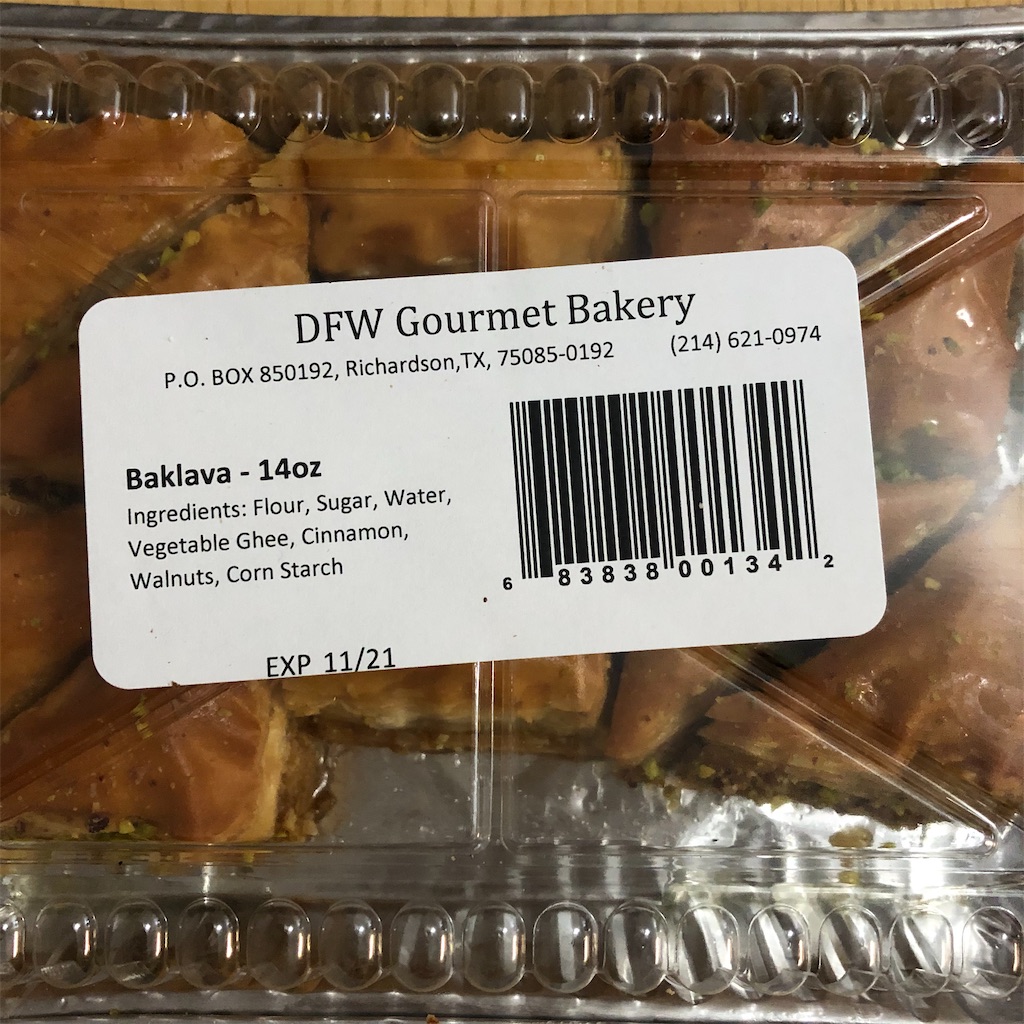 DFW Gourmet Bakery
P.O. BOX 850192, Richardson,TX, 75085-0192 (214) 621-0974
Baklava - 14oz
Ingredients: Flour, Sugar, Water,
Vegetable Ghee, Cinnamon,
Walnuts, Corn Starch
6 83838 00134 2
EXP 11/21